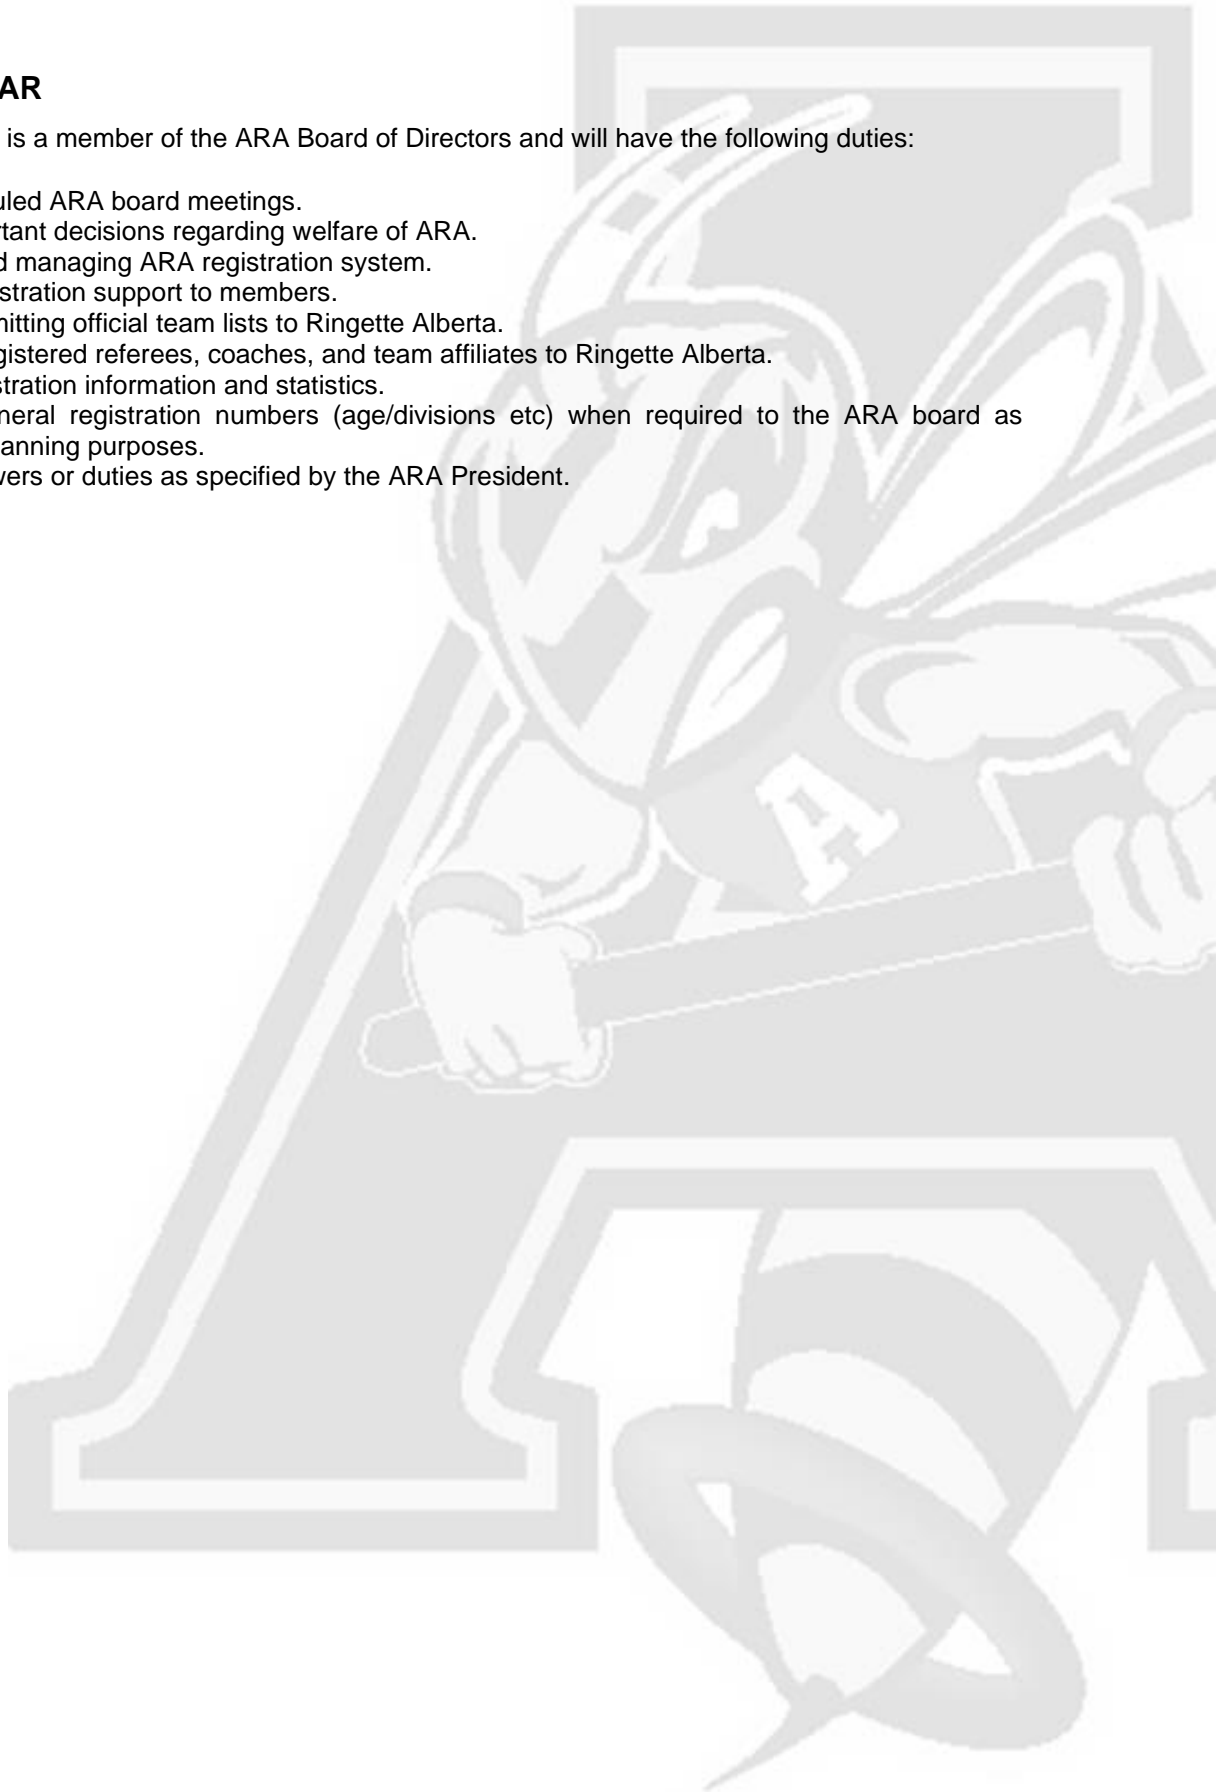 AR
is a member of the ARA Board of Directors and will have the following duties:
uled ARA board meetings.
rtant decisions regarding welfare of ARA.
d managing ARA registration system.
istration support to members.
mitting official team lists to Ringette Alberta.
gistered referees, coaches, and team affiliates to Ringette Alberta.
stration information and statistics.
neral registration numbers (age/divisions etc) when required to the ARA board as
anning purposes.
wers or duties as specified by the ARA President.
A